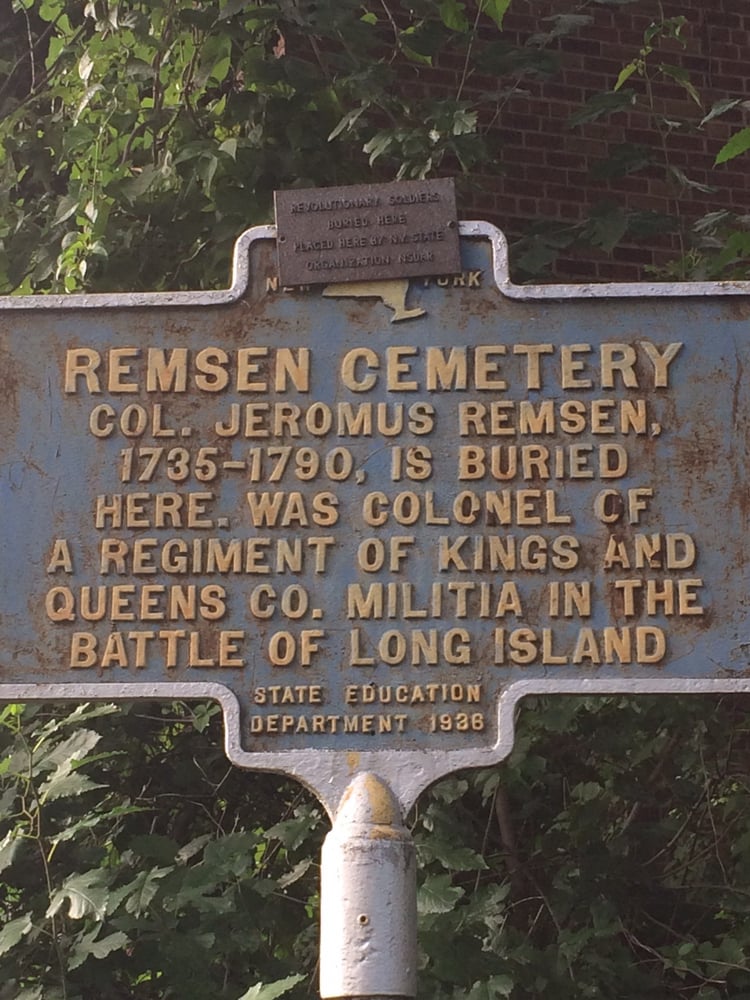 REVOLUTIONARY SOLDIERS
BURIED HERE
PLACED HERE BY N.Y. STATE
ORGANIZATION NSDAR
NEW YORK
REMSEN CEMETERY
COL. JEROMUS REMSEN,
1735-1790, IS BURIED
HERE. WAS COLONEL OF
A REGIMENT OF KINGS AND
QUEENS CO. MILITIA IN THE
BATTLE OF LONG ISLAND
STATE EDUCATION
DEPARTMENT 1936